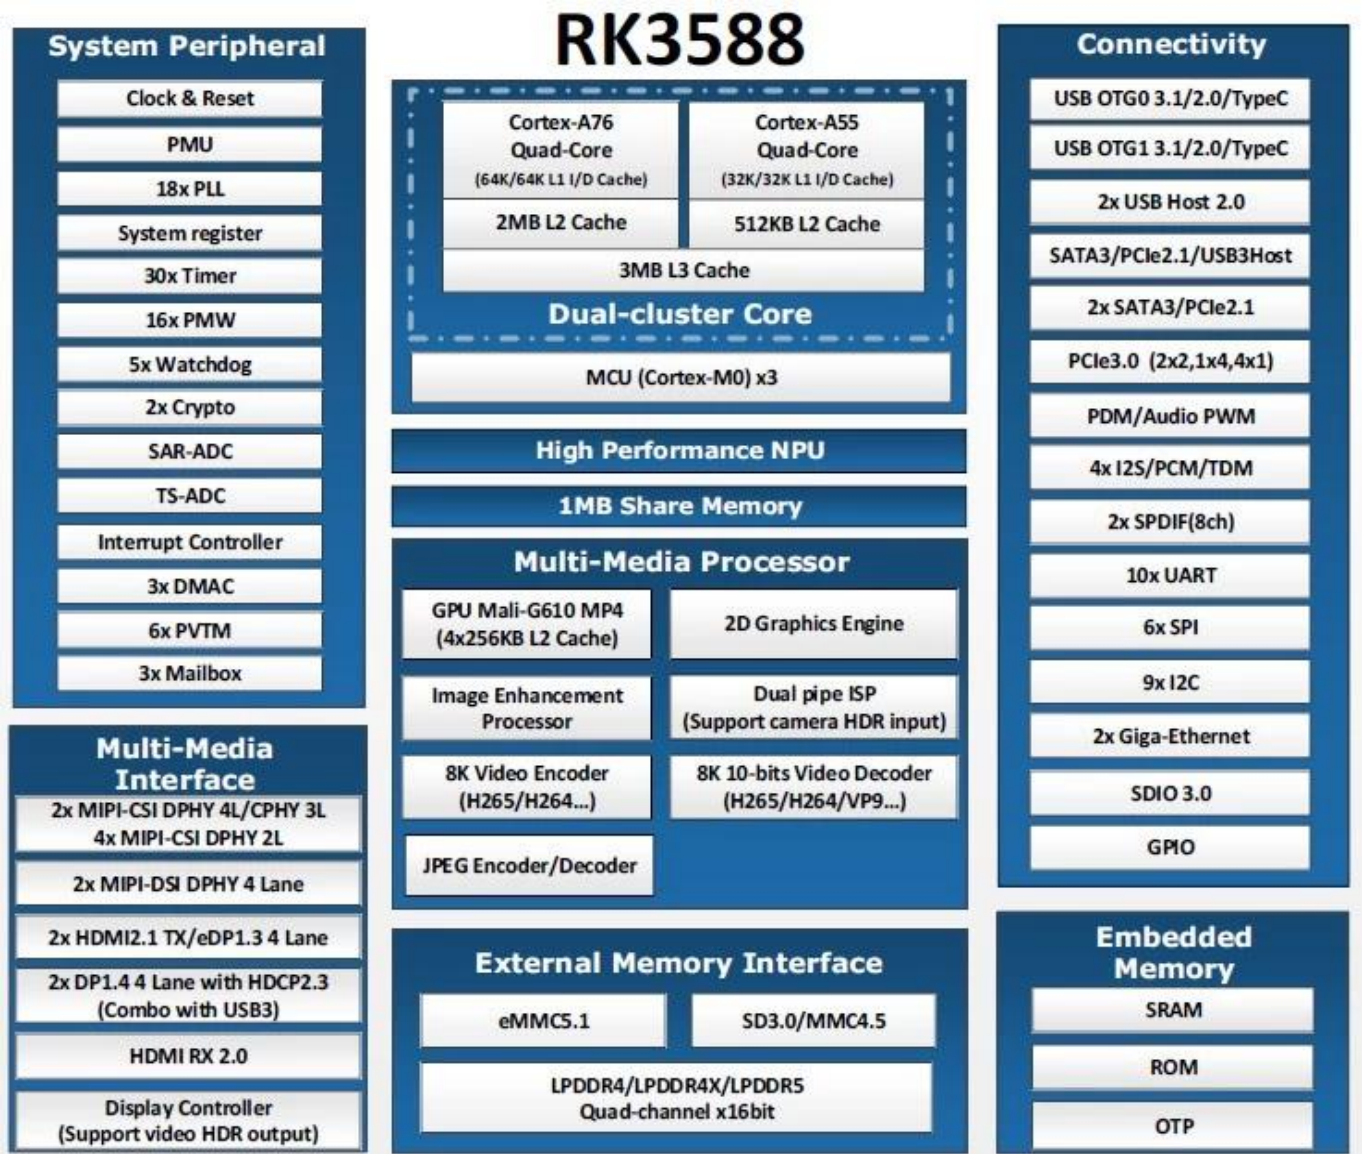 RK3588
System Peripheral
Clock & Reset
PMU
18x PLL
System register
30x Timer
16x PMW
5x Watchdog
2x Crypto
SAR-ADC
TS-ADC
Interrupt Controller
3x DMAC
6x PVTM
3x Mailbox
Multi-Media
Interface
2x MIPI-CSI DPHY 4L/CPHY 3L
4x MIPI-CSI DPHY 2L
2x MIPI-DSI DPHY 4 Lane
2x HDMI2.1 TX/eDP1.3 4 Lane
2x DP1.4 4 Lane with HDCP2.3
(Combo with USB3)
HDMI RX 2.0
Display Controller
(Support video HDR output)
Cortex-A76
Quad-Core
(64K/64K L1 I/D Cache)
2MB L2 Cache
Cortex-A55
Quad-Core
(32K/32K L1 I/D Cache)
512KB L2 Cache
3MB L3 Cache
Dual-cluster Core
MCU (Cortex-M0) x3
High Performance NPU
1MB Share Memory
Multi-Media Processor
GPU Mali-G610 MP4
(4x256KB L2 Cache)
2D Graphics Engine
Image Enhancement
Processor
Dual pipe ISP
(Support camera HDR input)
8K Video Encoder
(H265/H264...)
8K 10-bits Video Decoder
(H265/H264/VP9...)
JPEG Encoder/Decoder
External Memory Interface
eMMC5.1
SD3.0/MMC4.5
LPDDR4/LPDDR4X/LPDDR5
Quad-channel x16bit
Connectivity
USB OTG0 3.1/2.0/TypeC
USB OTG1 3.1/2.0/TypeC
2x USB Host 2.0
SATA3/PCIe2.1/USB3Host
2x SATA3/PCIe2.1
PCIe3.0 (2x2,1x4,4x1)
PDM/Audio PWM
4x I2S/PCM/TDM
2x SPDIF(8ch)
10x UART
6x SPI
9x I2C
2x Giga-Ethernet
SDIO 3.0
GPIO
Embedded
Memory
SRAM
ROM
OTP